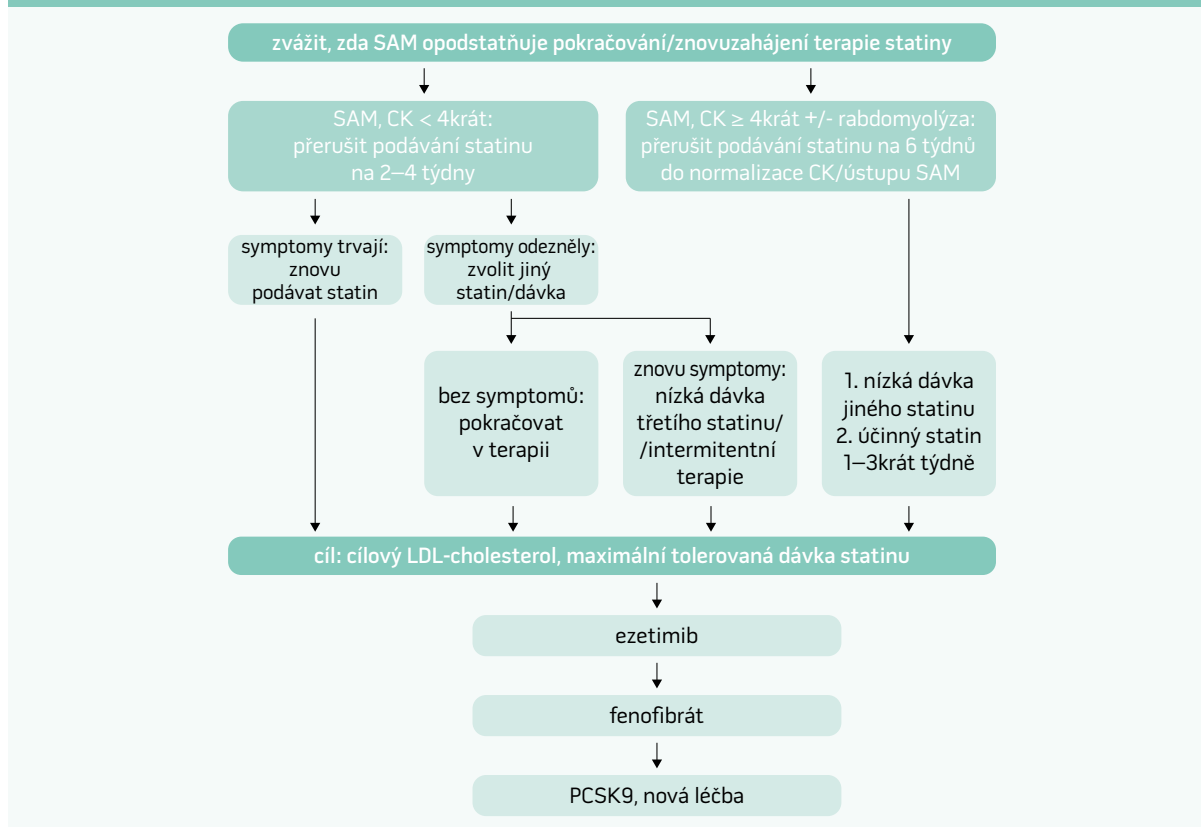 zvážit, zda SAM opodstatňuje pokračování/znovuzahájení terapie statiny
SAM, CK < 4krát:
přerušit podávání statinu
na 2–4 týdny
SAM, CK ≥ 4krát +/- rabdomyolýza:
přerušit podávání statinu na 6 týdnů
do normalizace CK/ústupu SAM
symptomy trvají:
znovu
podávat statin
symptomy odezněly:
zvolit jiný
statin/dávka
bez symptomů:
pokračovat
v terapii
znovu symptomy:
nízká dávka
třetího statinu/
/intermitentní
terapie
1. nízká dávka
jiného statinu
2. účinný statin
1–3krát týdně
cíl: cílový LDL-cholesterol, maximální tolerovaná dávka statinu
ezetimib
fenofibrát
PCSK9, nová léčba